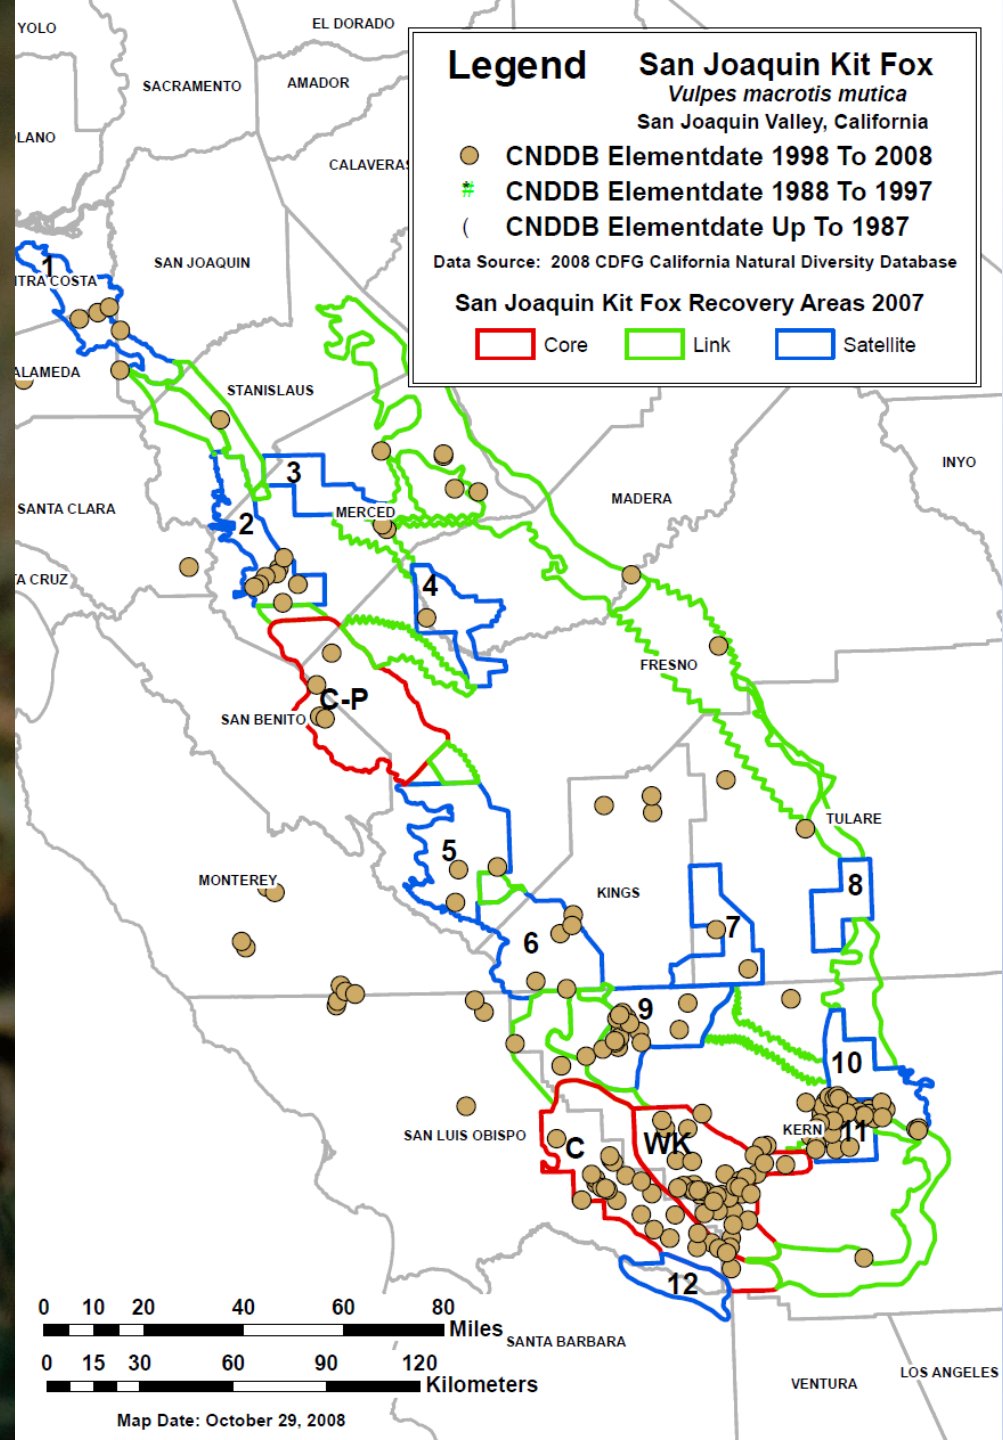 YOLO
EL DORADO
SACRAMENTO
AMADOR
LANO
CALAVERAS
Legend
San Joaquin Kit Fox
Vulpes macrotis mutica
San Joaquin Valley, California
CNDDB Elementdate 1998 To 2008
# CNDDB Elementdate 1988 To 1997
( CNDDB Elementdate Up To 1987
Data Source: 2008 CDFG California Natural Diversity Database
San Joaquin Kit Fox Recovery Areas 2007
Core
Link
Satellite
1
NTRA COSTA
SAN JOAQUIN
ALAMEDA
STANISLAUS
INYO
3
MADERA
SANTA CLARA
MERCED
2
TA CRUZ
4
FRESNO
C-P
SAN BENITO
TULARE
5
MONTEREY
KINGS
8
7
6
9
10
KERN
11
SAN LUIS OBISPO
C
WK
12
0 10 20 40 60 80
Miles
0 15 30 60 90 120
Kilometers
SANTA BARBARA
VENTURA
LOS ANGELES
Map Date: October 29, 2008